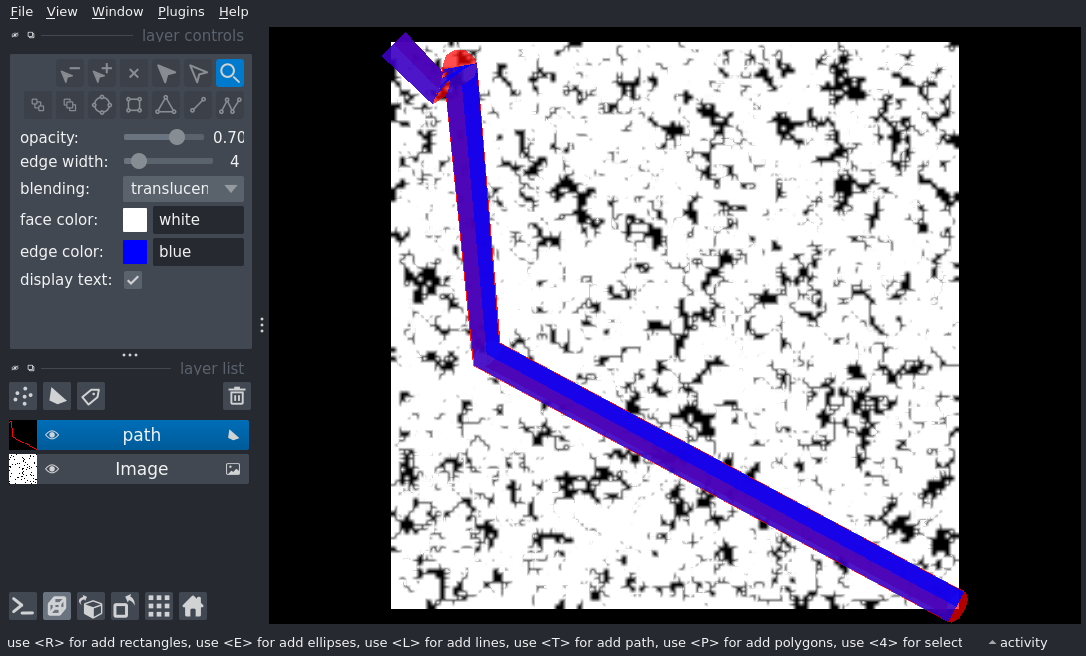 File View Window Plugins Help
layer controls
opacity: 0.70
edge width: 4
blending: translucen
face color: white
edge color: blue
display text:
layer list
path
Image
use <R> for add rectangles, use <E> for add ellipses, use <L> for add lines, use <T> for add path, use <P> for add polygons, use <4> for select
activity